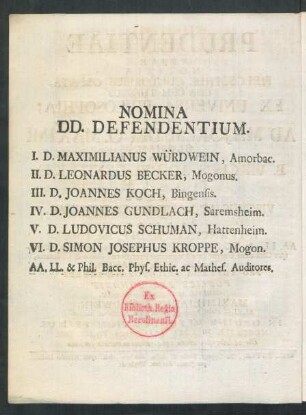 NOMINA
DD. DEFENDENTIUM.
I. D. MAXIMILIANUS WÜRDWEIN, Amorbac.
II. D. LEONARDUS BECKER, Mogonus.
III. D. JOANNES KOCH, Bingensis.
IV. D. JOANNES GUNDLACH, Saremsheim.
V. D. LUDOVICUS SCHUMAN, Hattenheim.
VI. D. SIMON JOSEPHUS KROPPE, Mogon.
AA. LL. & Phil. Bacc. Phys. Ethic. ac Mathes. Auditores.
Ex
Biblioth. Regia
Berolinensi.